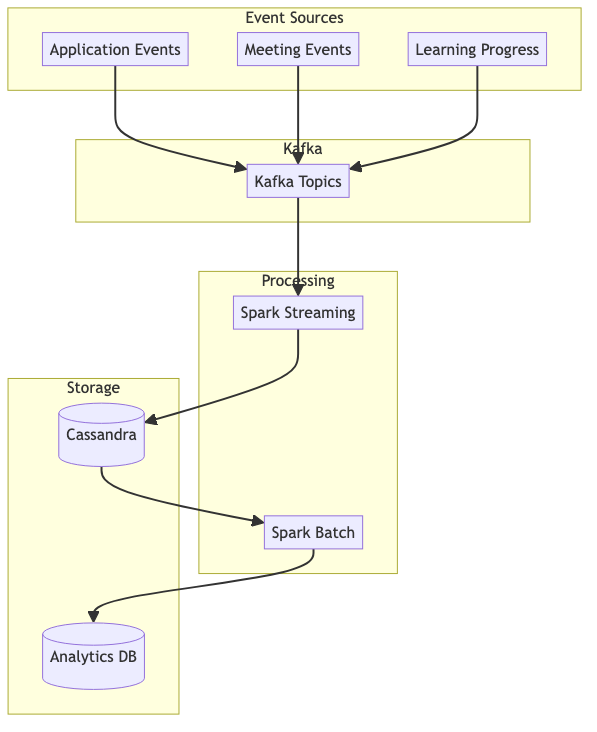 Event Sources
Application Events
Meeting Events
Learning Progress
Kafka
Kafka Topics
Processing
Spark Streaming
Storage
Cassandra
Spark Batch
Analytics DB